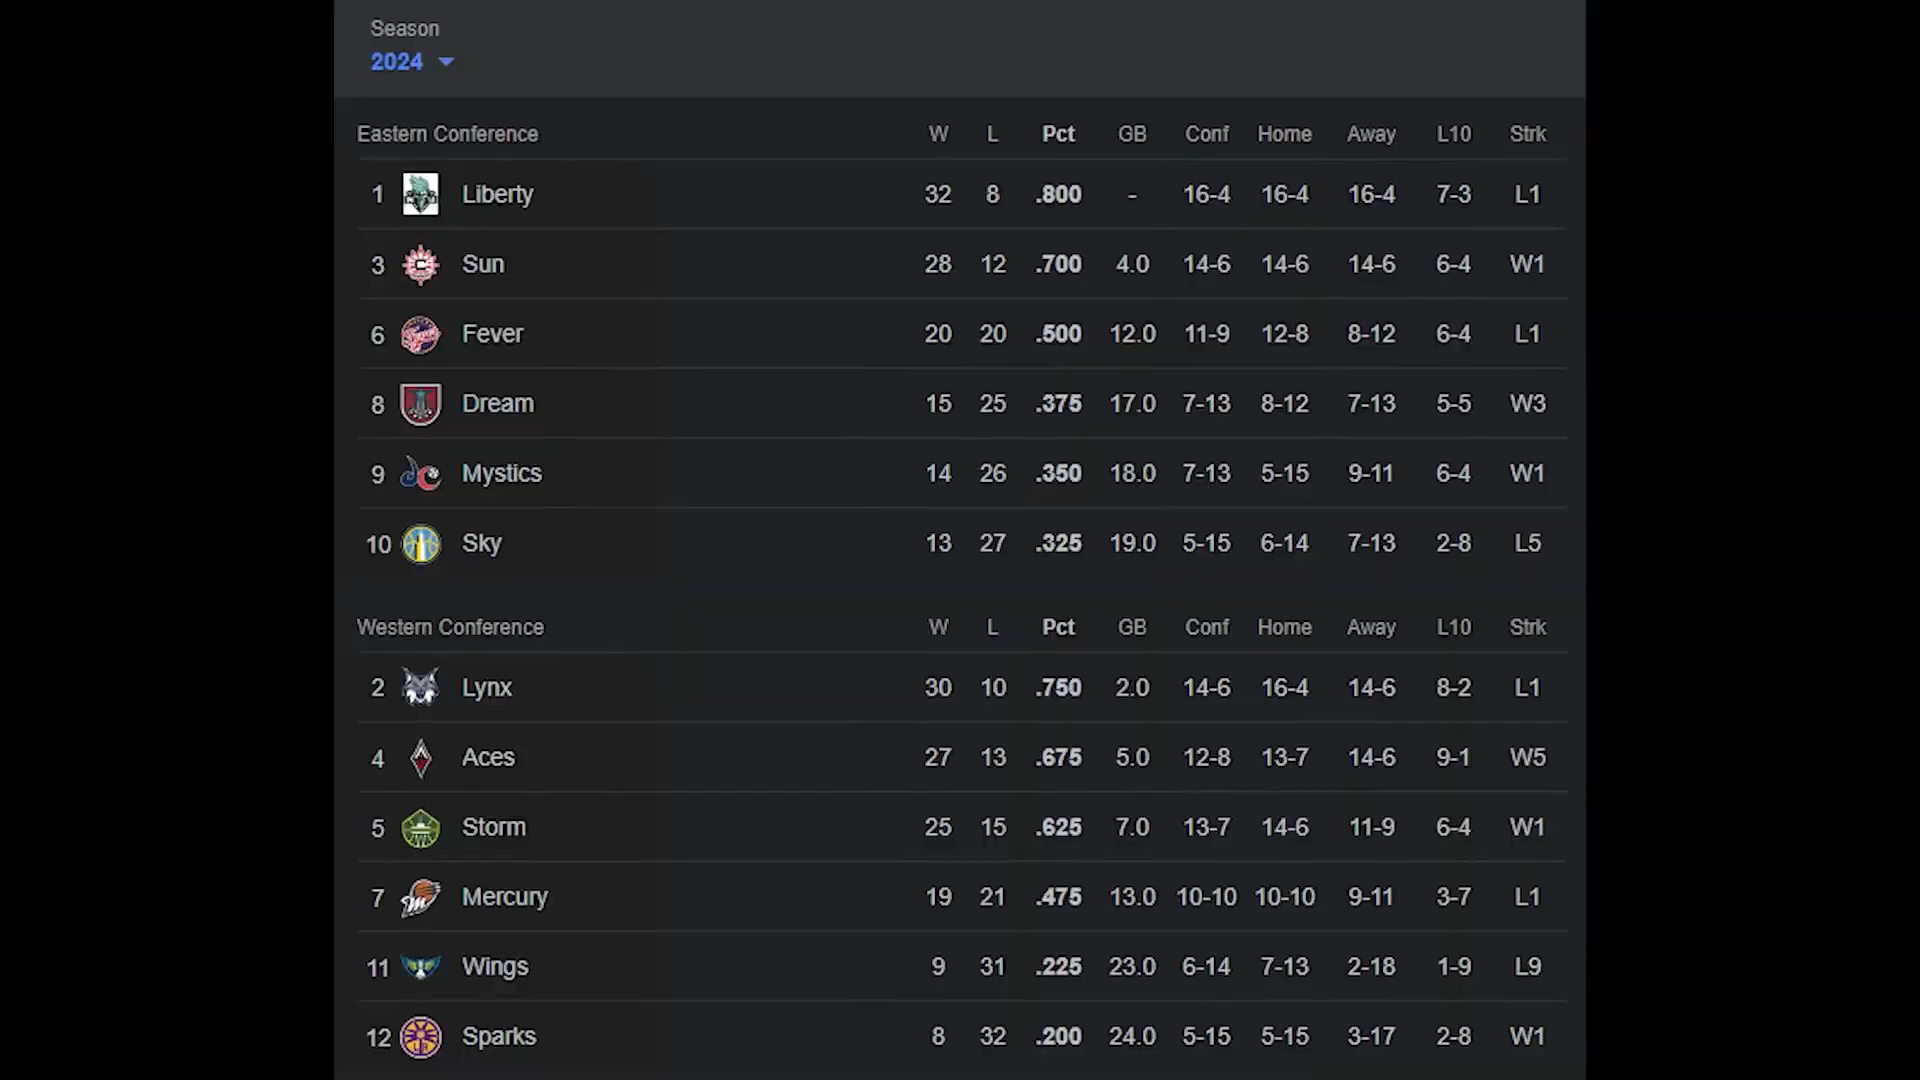 Season
2024
Eastern Conference W L Pct GB Conf Home Away L10 Strk
1 Liberty 32 8 .800 - 16-4 16-4 16-4 7-3 L1
3 Sun 28 12 .700 4.0 14-6 14-6 14-6 6-4 W1
6 Fever 20 20 .500 12.0 11-9 12-8 8-12 6-4 L1
8 Dream 15 25 .375 17.0 7-13 8-12 7-13 5-5 W3
9 Mystics 14 26 .350 18.0 7-13 5-15 9-11 6-4 W1
10 Sky 13 27 .325 19.0 5-15 6-14 7-13 2-8 L5
Western Conference W L Pct GB Conf Home Away L10 Strk
2 Lynx 30 10 .750 2.0 14-6 16-4 14-6 8-2 L1
4 Aces 27 13 .675 5.0 12-8 13-7 14-6 9-1 W5
5 Storm 25 15 .625 7.0 13-7 14-6 11-9 6-4 W1
7 Mercury 19 21 .475 13.0 10-10 10-10 9-11 3-7 L1
11 Wings 9 31 .225 23.0 6-14 7-13 2-18 1-9 L9
12 Sparks 8 32 .200 24.0 5-15 5-15 3-17 2-8 W1